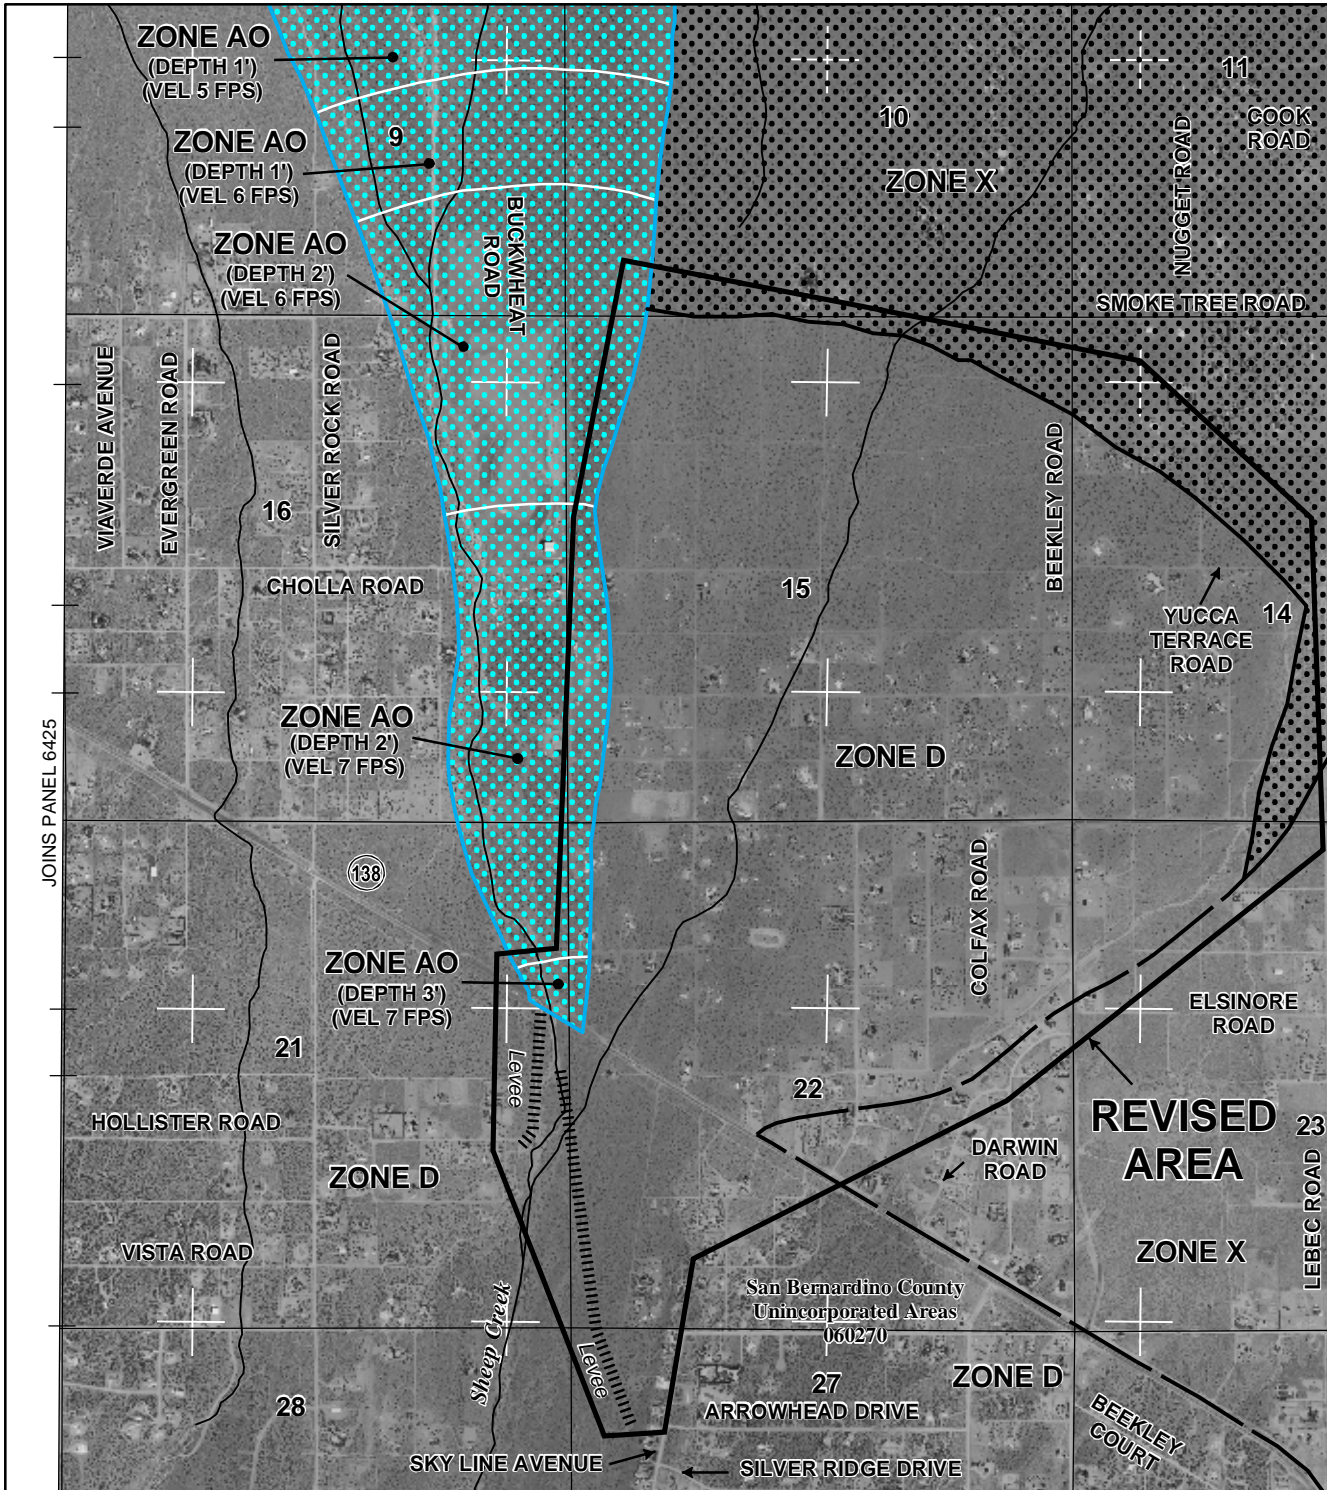 ZONE AO
(DEPTH 1')
(VEL 5 FPS)
11
10
COOK
ROAD
9
ZONE AO
(DEPTH 1')
(VEL 6 FPS)
NUGGET ROAD
ZONE X
BUCKWHEAT
ROAD
ZONE AO
(DEPTH 2')
(VEL 6 FPS)
SMOKE TREE ROAD
VIAVERDE AVENUE
EVERGREEN ROAD
SILVER ROCK ROAD
BEEKLEY ROAD
16
CHOLLA ROAD
15
14
YUCCA
TERRACE
ROAD
ZONE AO
(DEPTH 2')
(VEL 7 FPS)
ZONE D
JOINS PANEL 6425
138
COLFAX ROAD
ZONE AO
(DEPTH 3')
(VEL 7 FPS)
ELSINORE
ROAD
21
Levee
22
HOLLISTER ROAD
REVISED
AREA
23
DARWIN
ROAD
ZONE D
LEBEC ROAD
VISTA ROAD
ZONE X
San Bernardino County
Unincorporated Areas
060270
Sheep Creek
Levee
27
ZONE D
28
ARROWHEAD DRIVE
BEEKLEY
COURT
SKY LINE AVENUE
SILVER RIDGE DRIVE